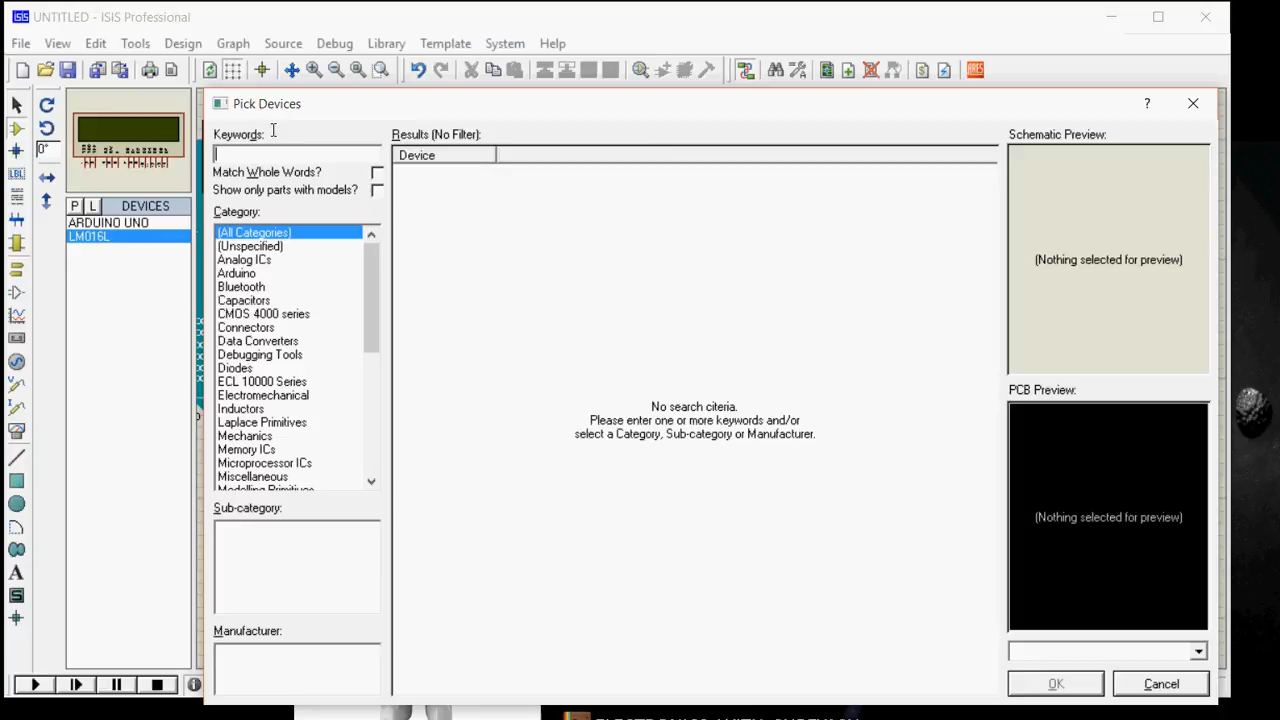 ISIS UNTITLED - ISIS Professional
File View Edit Tools Design Graph Source Debug Library Template System Help
ARES
Pick Devices
Keywords:
Match Whole Words?
Show only parts with models?
Category:
(All Categories)
(Unspecified)
Analog ICs
Arduino
Bluetooth
Capacitors
CMOS 4000 series
Connectors
Data Converters
Debugging Tools
Diodes
ECL 10000 Series
Electromechanical
Inductors
Laplace Primitives
Mechanics
Memory ICs
Microprocessor ICs
Miscellaneous
Modelling Primitives
Sub-category:
Manufacturer:
Results (No Filter):
Device
No search citeria.
Please enter one or more keywords and/or
select a Category, Sub-category or Manufacturer.
Schematic Preview:
(Nothing selected for preview)
PCB Preview:
(Nothing selected for preview)
OK Cancel
0°
LBL
P L DEVICES
ARDUINO UNO
LM016L